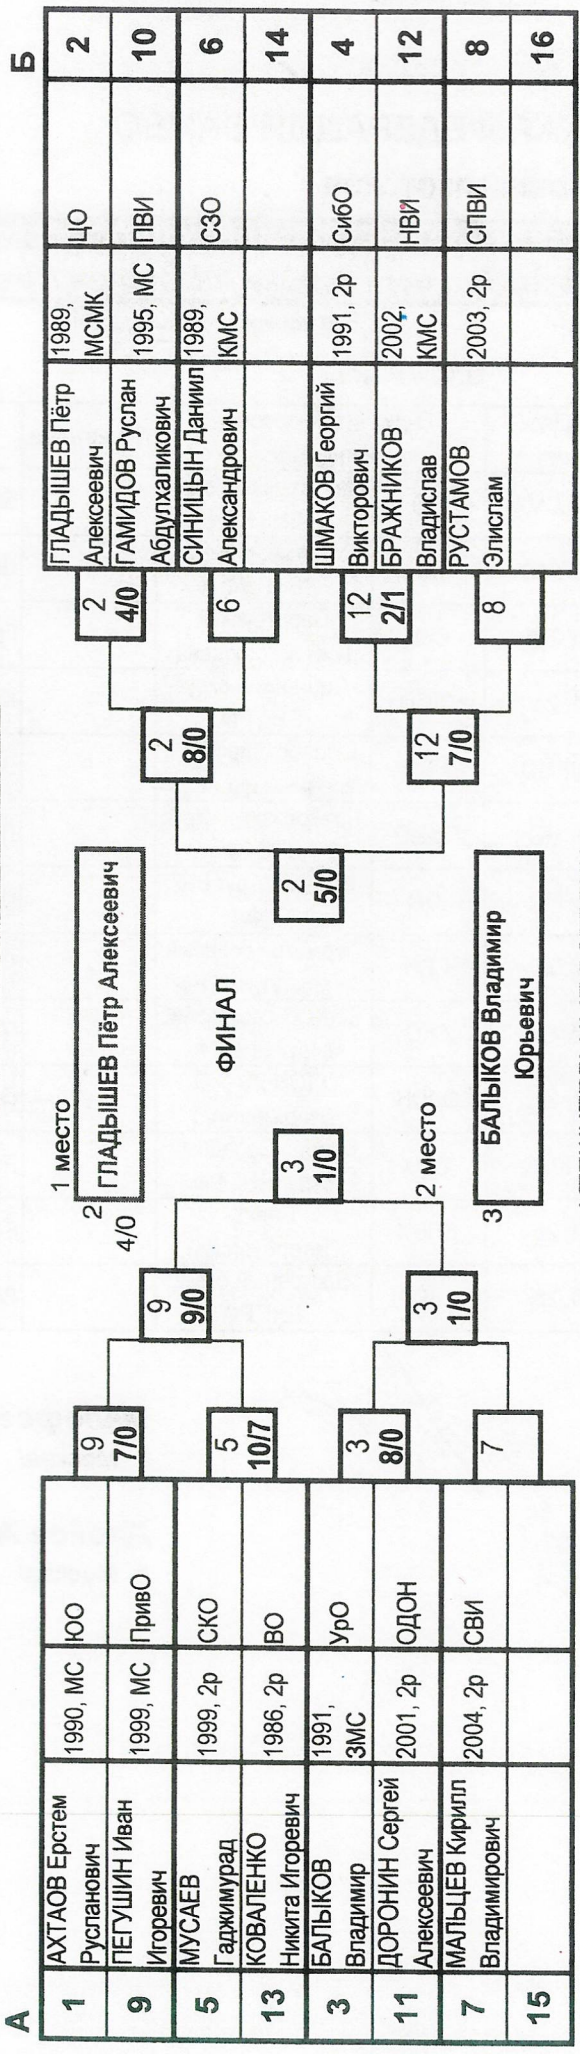 А
1
АХТАОВ Ерстем
Русланович
1990, МС
ЮО
9
ПЕГУШИН Иван
Игоревич
1999, МС
ПривО
5
МУСАЕВ
Гаджимурад
1999, 2р
СКО
13
КОВАЛЕНКО
Никита Игоревич
1986, 2р
ВО
3
БАЛЫКОВ
Владимир
1991,
ЗМС
УрО
11
ДОРОНИН Сергей
Алексеевич
2001, 2р
ОДОН
7
МАЛЬЦЕВ Кирилл
Владимирович
2004, 2р
СВИ
15
9
7/0
5
10/7
3
8/0
7
9
9/0
3
1/0
3
1/0
1 место
2
4/0
ГЛАДЫШЕВ Пётр Алексеевич
ФИНАЛ
2 место
3
БАЛЫКОВ Владимир
Юрьевич
2
5/0
2
8/0
12
7/0
2
4/0
6
12
2/1
8
Б
ГЛАДЫШЕВ Пётр
Алексеевич
1989,
МСМК
ЦО
2
ГАМИДОВ Руслан
Абдулхаликович
1995, МС
ПВИ
10
СИНИЦЫН Даниил
Александрович
1989,
КМС
СЗО
6
14
ШМАКОВ Георгий
Викторович
1991, 2р
СибО
4
БРАЖНИКОВ
Владислав
2002,
КМС
НВИ
12
РУСТАМОВ
Элислам
2003, 2р
СПВИ
8
16